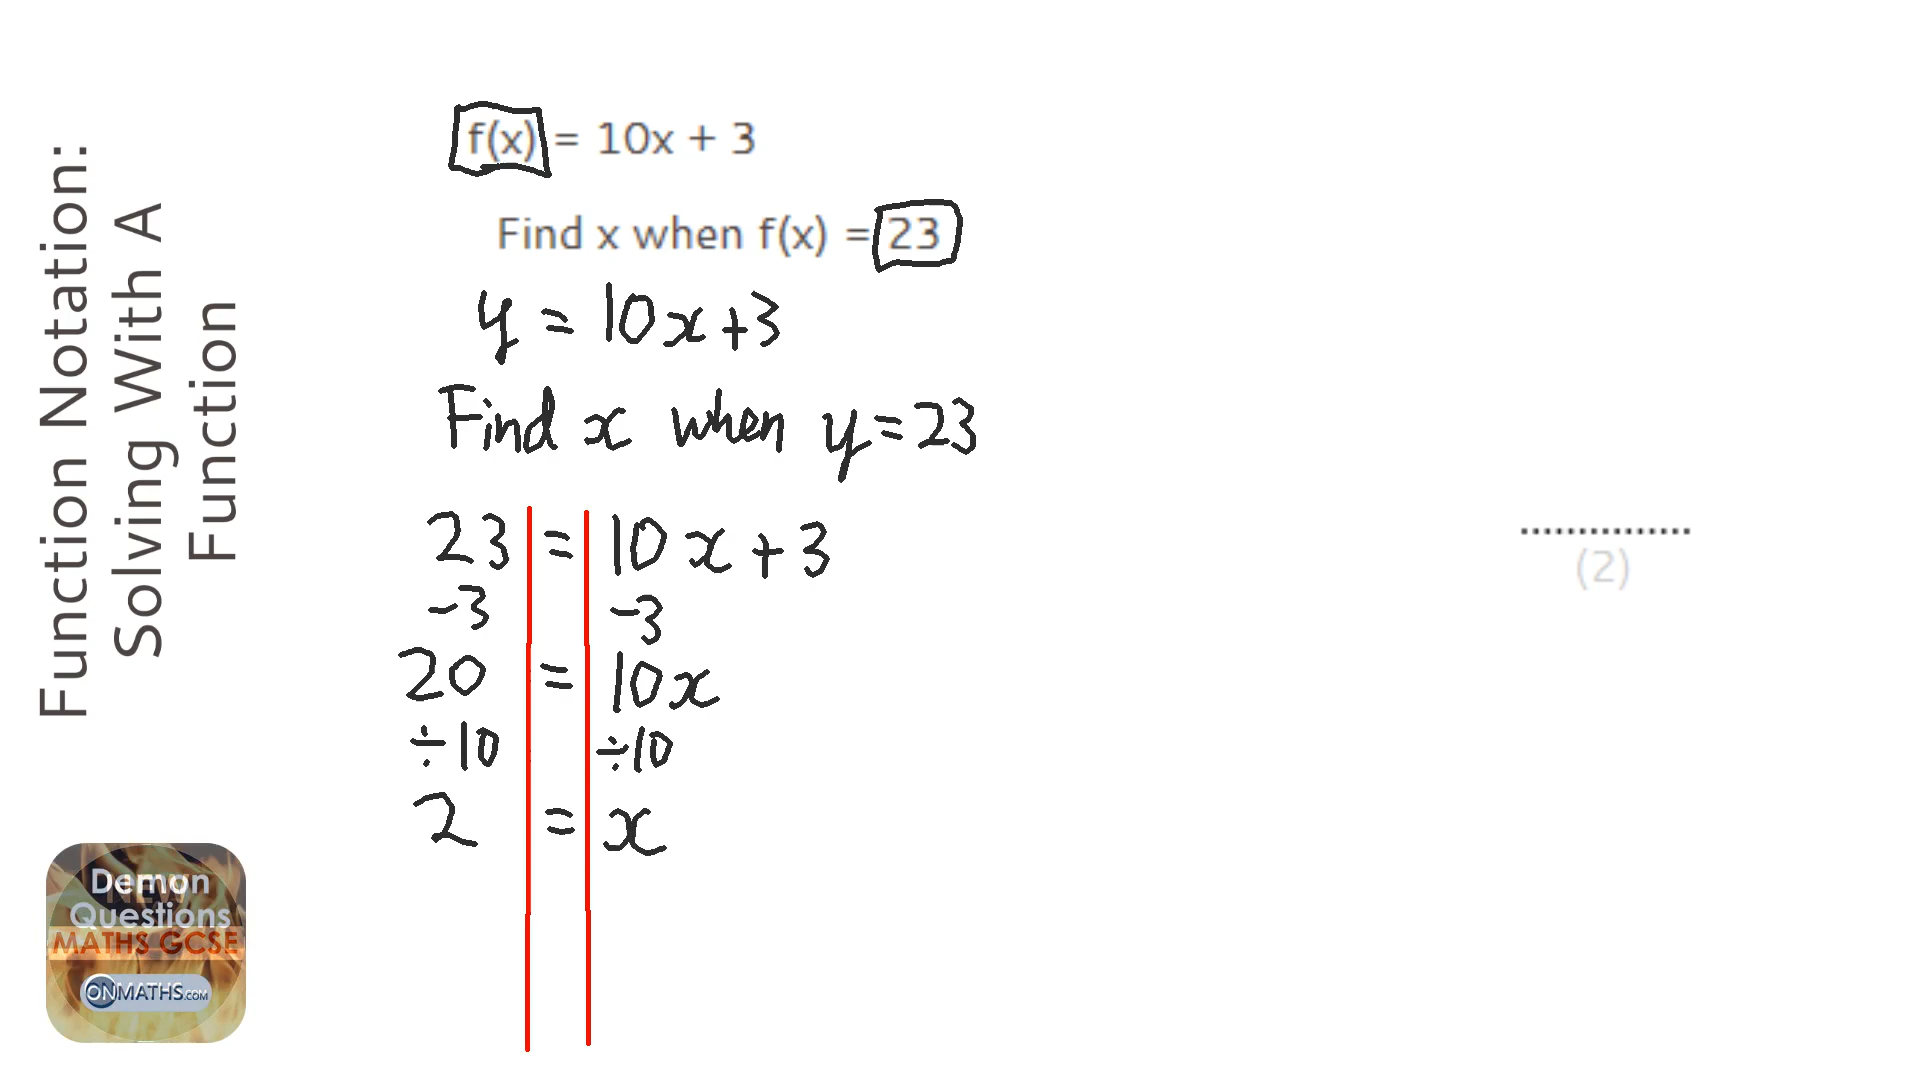 Function Notation:
Solving With A
Function
f(x) = 10x + 3
Find x when f(x) = 23
y = 10x+3
Find x when y=23
23 = 10x+3
-3 -3
20 = 10x
÷10 ÷10
2 = x
...............
(2)
Demon
NEW
Questions
MATHS GCSE
ONMATHS.COM